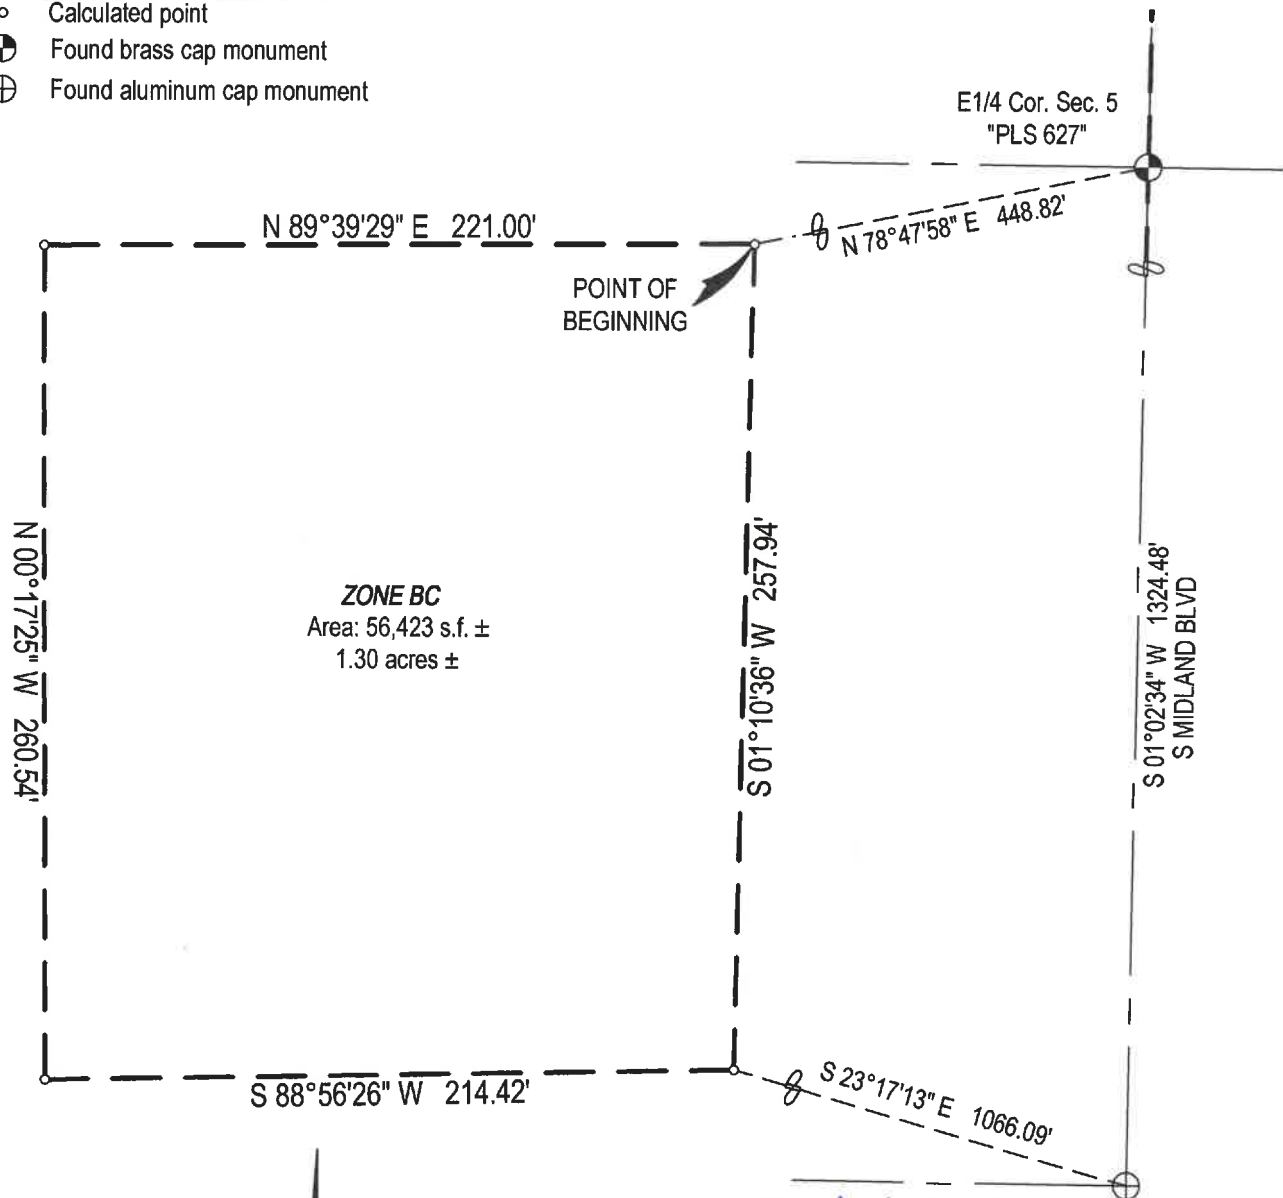 Calculated point
Found brass cap monument
Found aluminum cap monument
E1/4 Cor. Sec. 5
"PLS 627"
N 89°39'29" E 221.00'
N 78°47'58" E 448.82'
POINT OF
BEGINNING
N 00°17'25" W 260.54'
ZONE BC
Area: 56,423 s.f. ±
1.30 acres ±
S 01°10'36" W 257.94'
S 01°02'34" W 1324.48'
S MIDLAND BLVD
S 88°56'26" W 214.42'
S 23°17'13" E 1066.09'